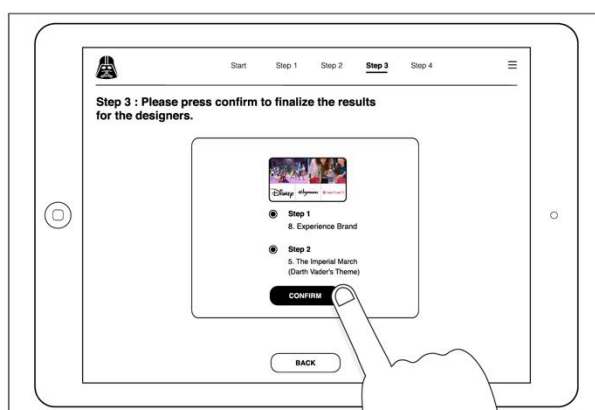 Start Step 1 Step 2 Step 3 Step 4
Step 3 : Please press confirm to finalize the results
for the designers.
Disney
Step 1
8. Experience Brand
Step 2
5. The Imperial March
(Darth Vader's Theme)
CONFIRM
BACK